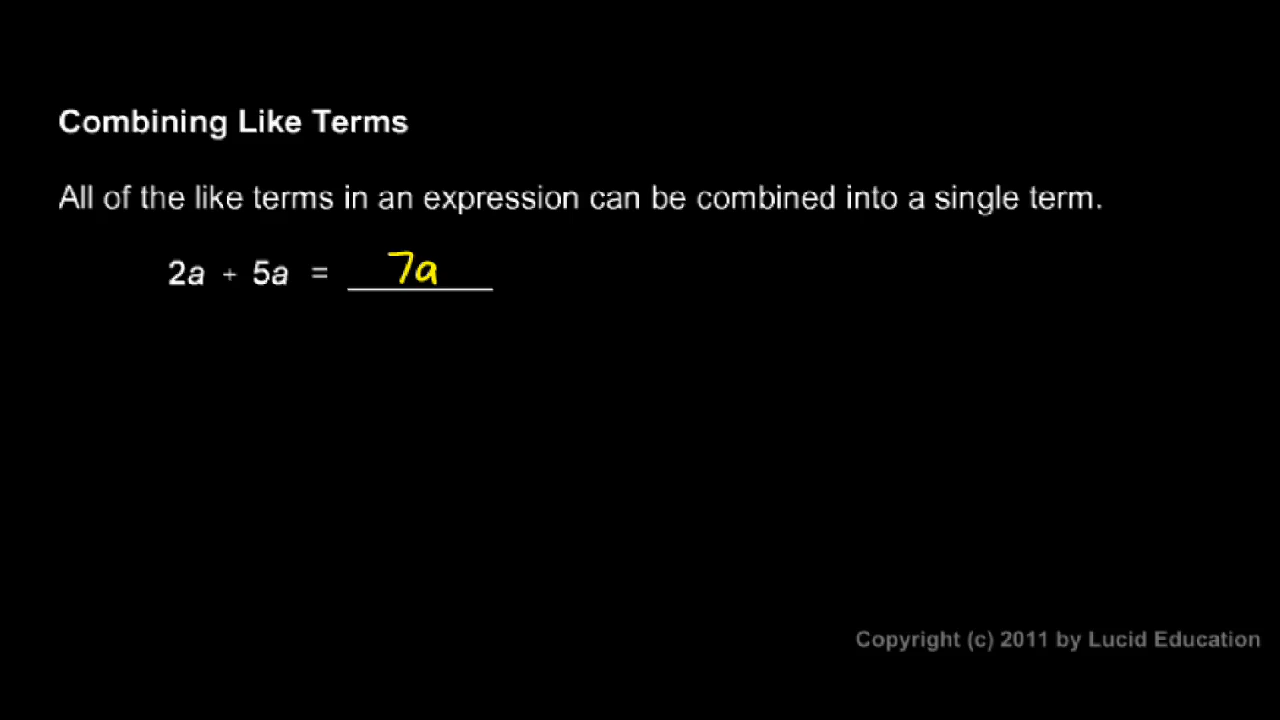 Combining Like Terms
All of the like terms in an expression can be combined into a single term.
2a + 5a = 7a
Copyright (c) 2011 by Lucid Education